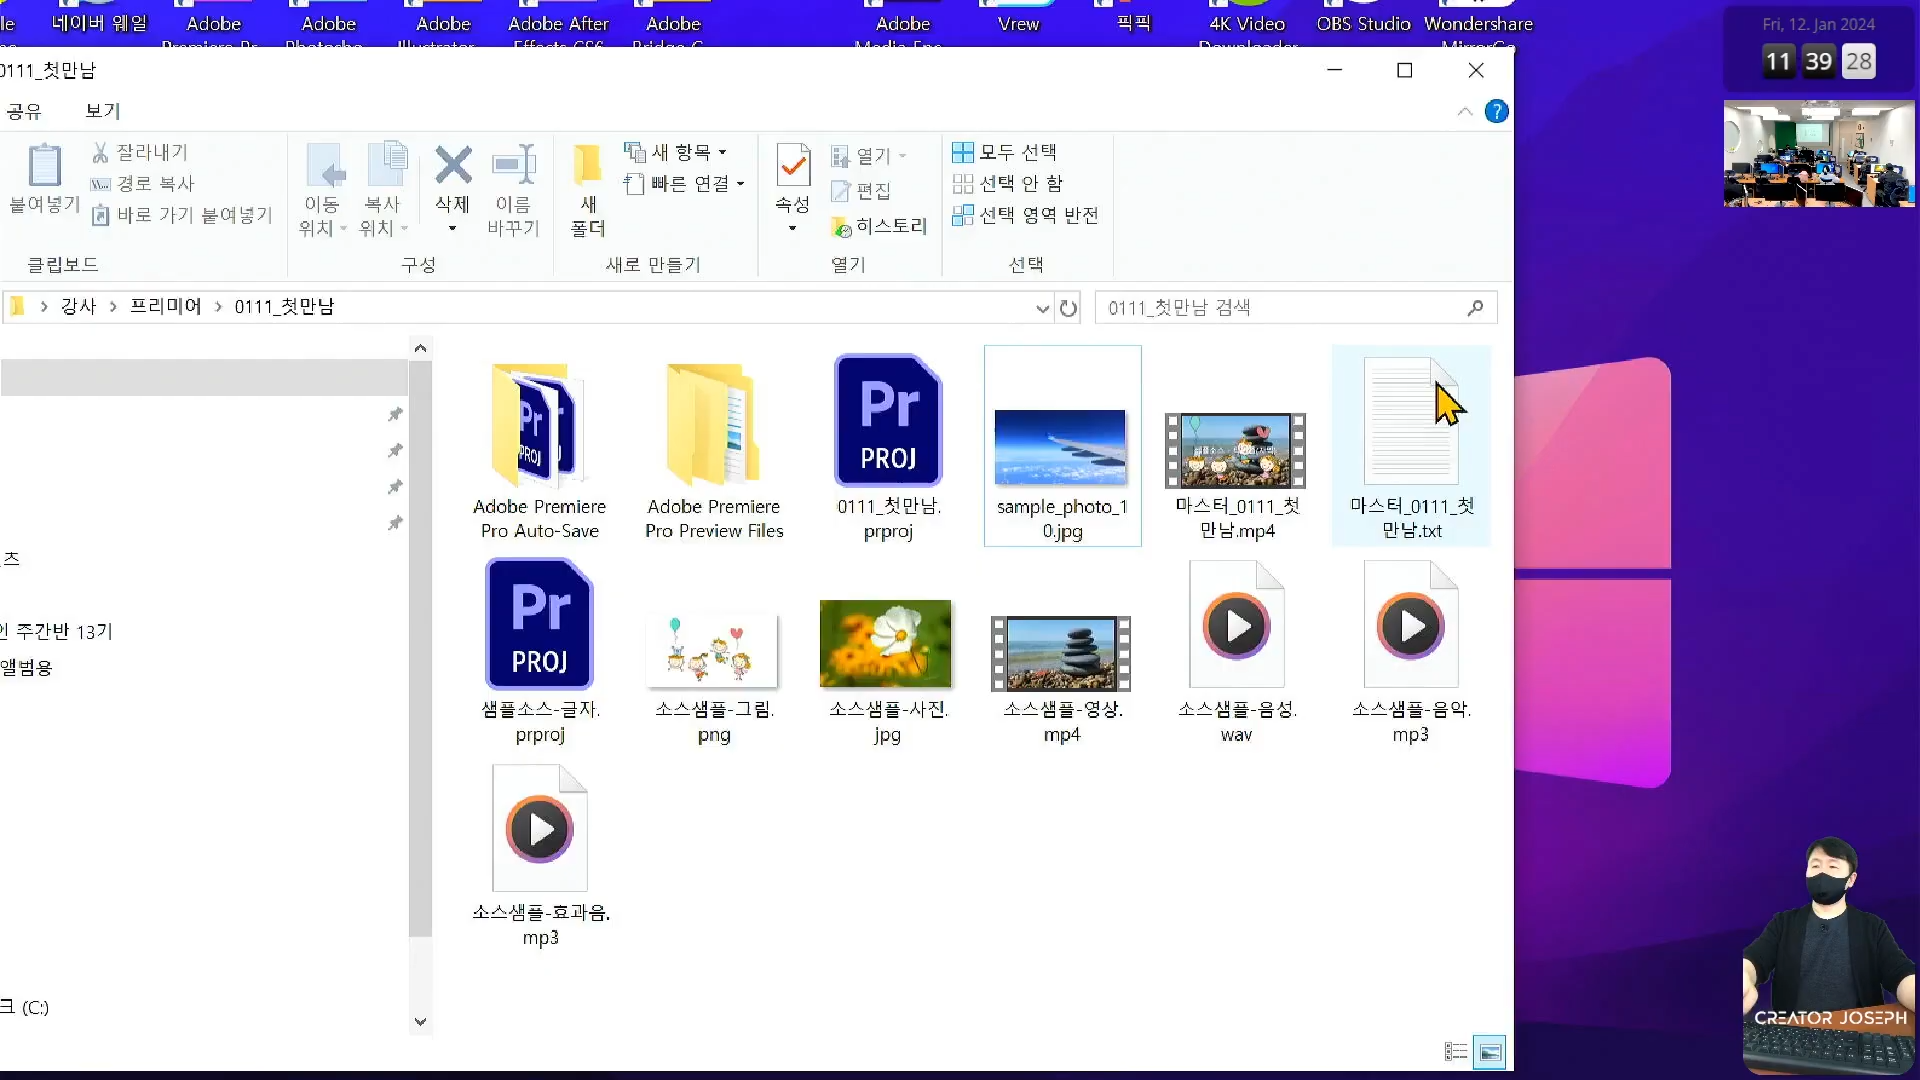 네이버 웨일
Adobe
Adobe
Adobe
Adobe After
Adobe
Adobe
Vrew
픽픽
4K Video
OBS Studio
Wondershare
Fri, 12. Jan 2024
11 39 28
0111_첫만남
공유
보기
붙여넣기
잘라내기
경로 복사
바로 가기 붙여넣기
클립보드
이동
위치
복사
위치
삭제
이름
바꾸기
구성
새
폴더
새 항목
빠른 연결
새로 만들기
속성
열기
편집
히스토리
열기
모두 선택
선택 안 함
선택 영역 반전
선택
강사 > 프리미어 > 0111_첫만남
0111_첫만남 검색
츠
주간반 13기
앨범용
크 (C:)
Adobe Premiere
Pro Auto-Save
Adobe Premiere
Pro Preview Files
Pr
PROJ
0111_첫만남.
prproj
sample_photo_1
0.jpg
마스터_0111_첫
만남.mp4
마스터_0111_첫
만남.txt
Pr
PROJ
샘플소스-글자.
prproj
소스샘플-그림.
png
소스샘플-사진.
jpg
소스샘플-영상.
mp4
소스샘플-음성.
wav
소스샘플-음악.
mp3
소스샘플-효과음.
mp3
CREATOR JOSEPH